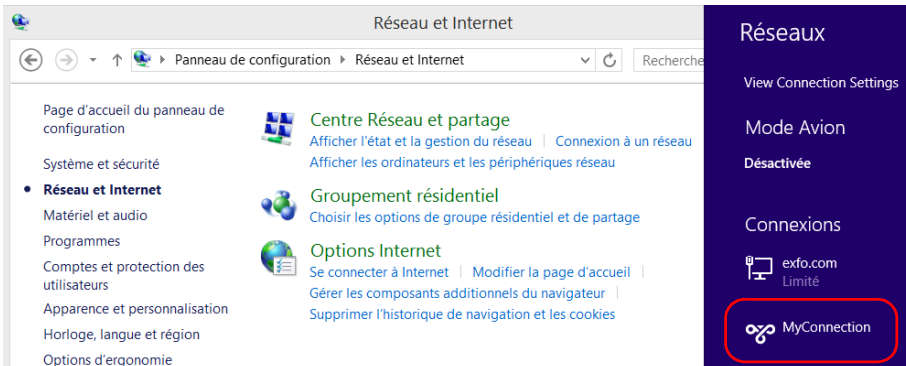 Réseau et Internet
Panneau de configuration Réseau et Internet
Recherche
Page d'accueil du panneau de
configuration
Système et sécurité
Réseau et Internet
Matériel et audio
Programmes
Comptes et protection des
utilisateurs
Apparence et personnalisation
Horloge, langue et région
Options d'ergonomie
Centre Réseau et partage
Afficher l'état et la gestion du réseau Connexion à un réseau
Afficher les ordinateurs et les périphériques réseau
Groupement résidentiel
Choisir les options de groupe résidentiel et de partage
Options Internet
Se connecter à Internet Modifier la page d'accueil
Gérer les composants additionnels du navigateur
Supprimer l'historique de navigation et les cookies
Réseaux
View Connection Settings
Mode Avion
Désactivée
Connexions
exfo.com
Limité
MyConnection